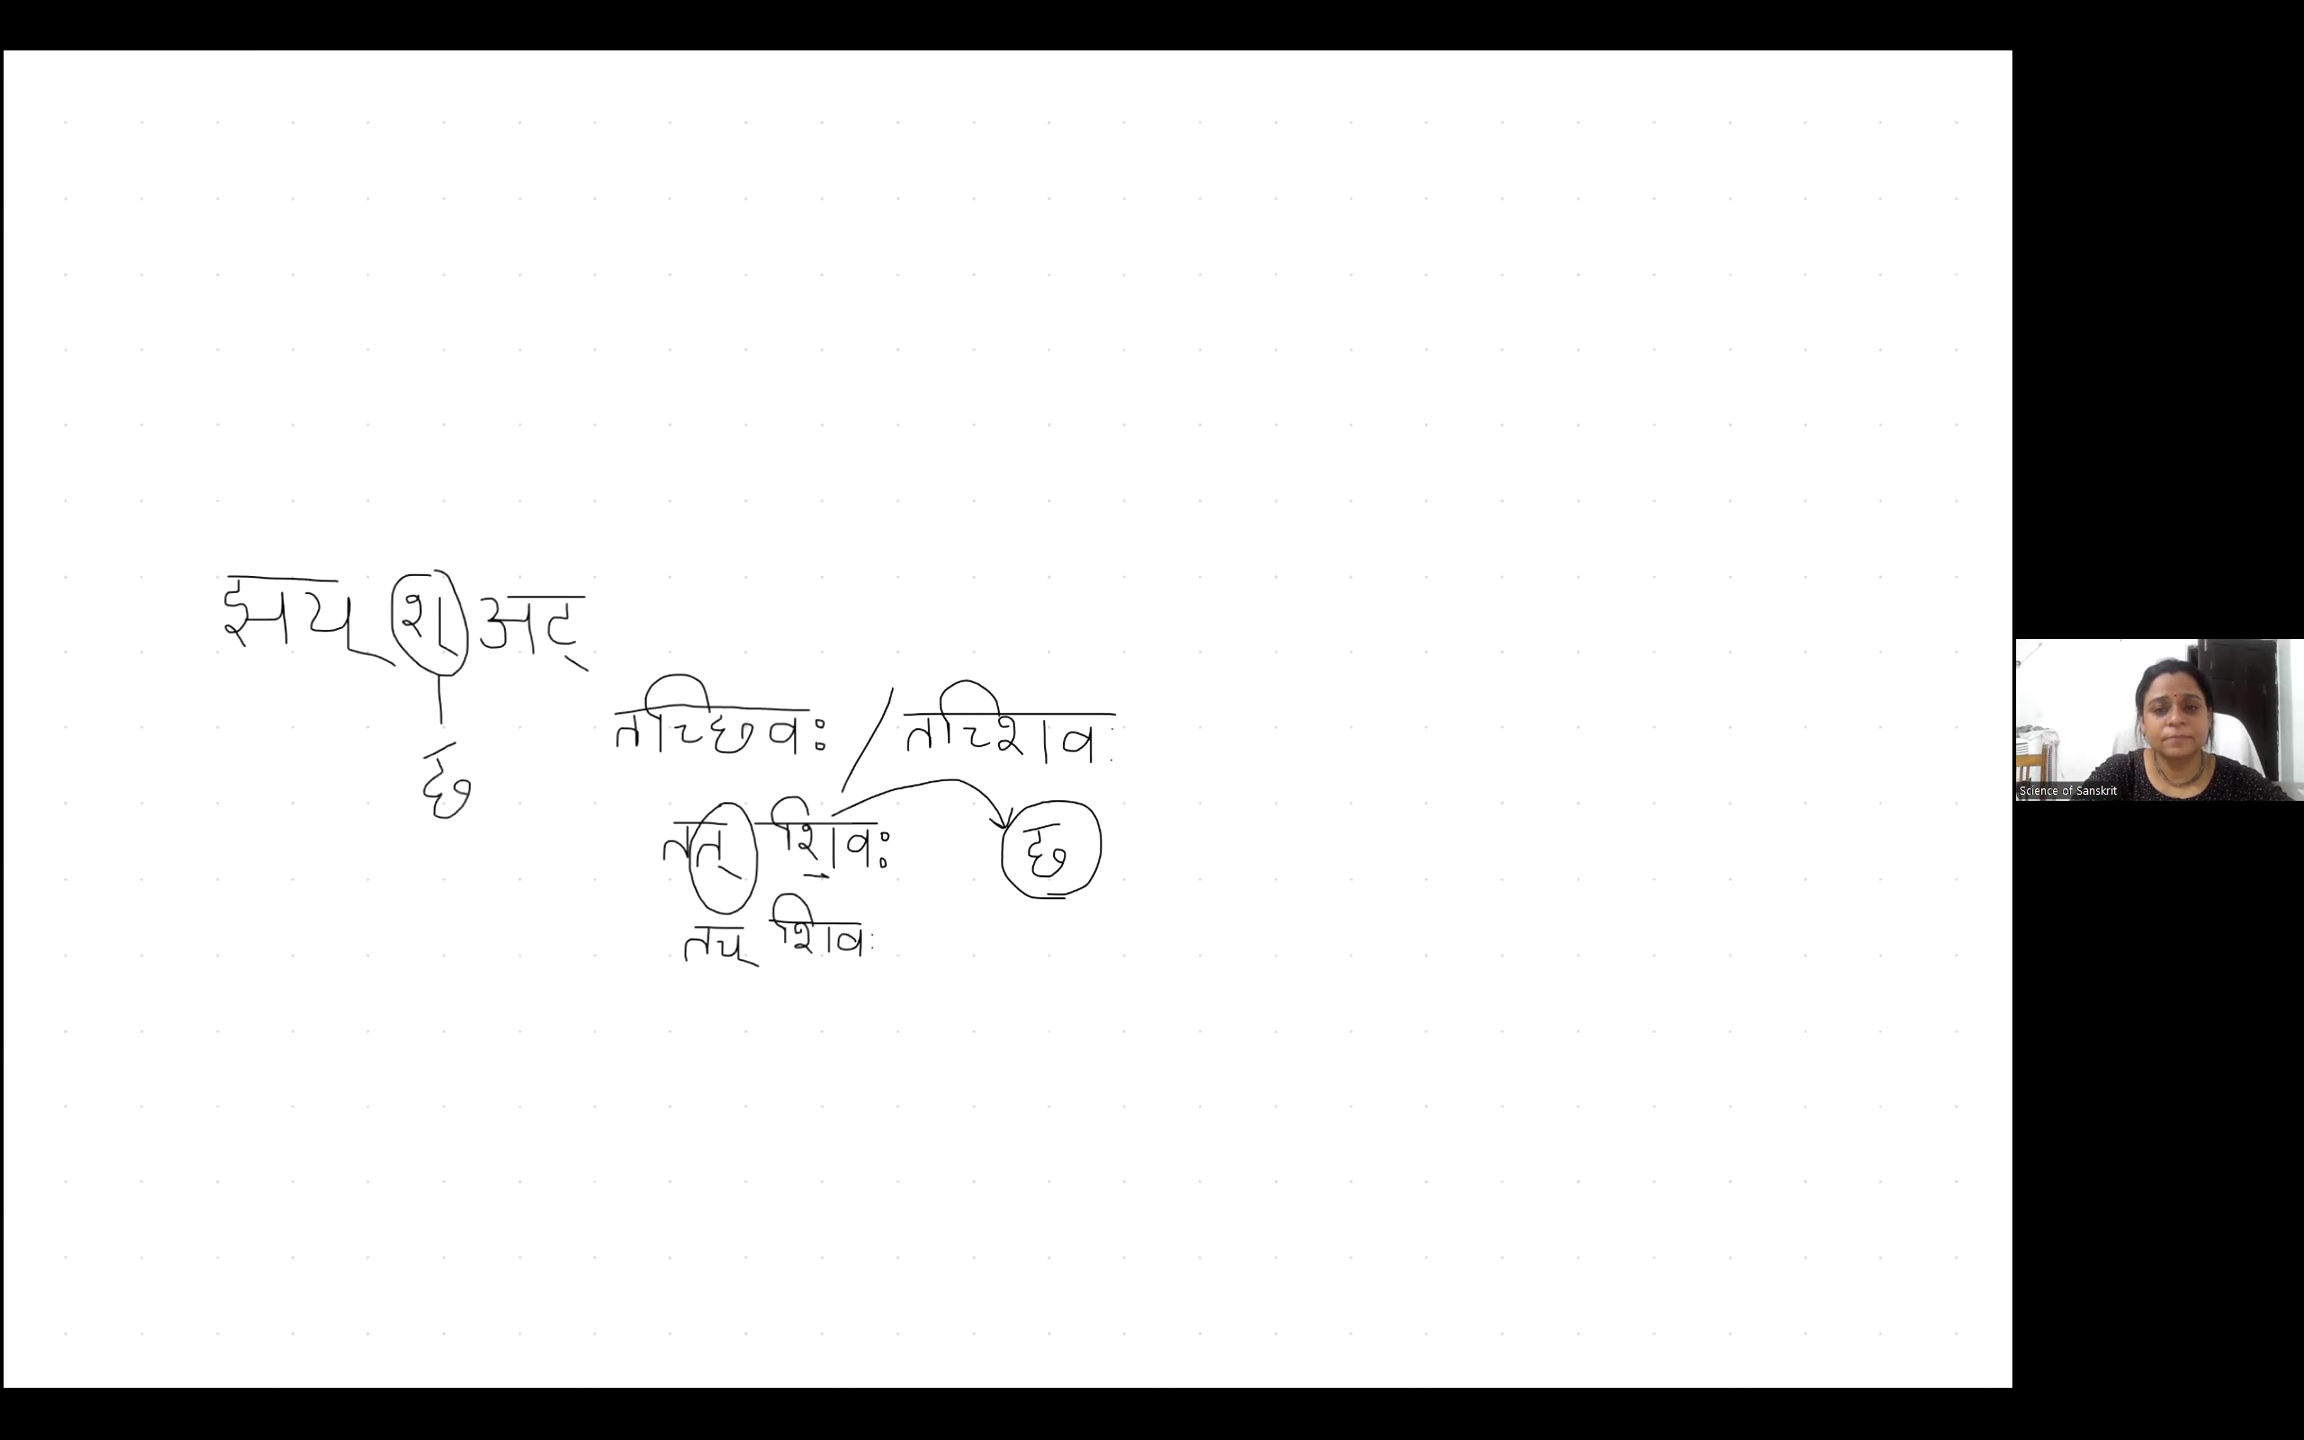 झय् श् अट्
छ
तच्छिवः / तच्शिवः
तत् शिवः छ
तच् शिवः
Science of Sanskrit